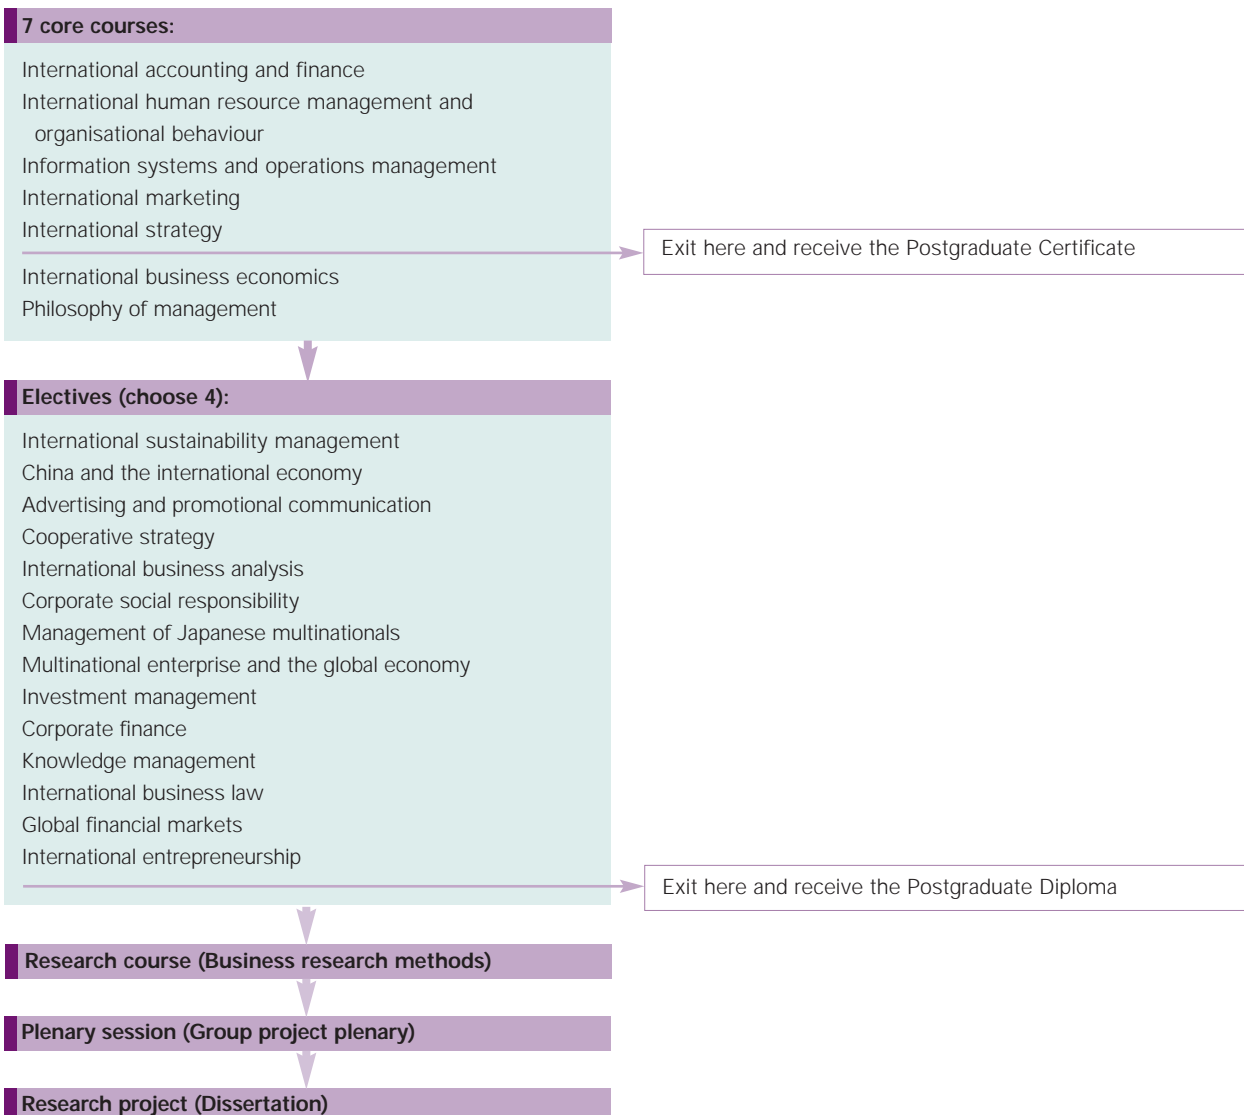 7 core courses:
International accounting and finance
International human resource management and
organisational behaviour
Information systems and operations management
International marketing
International strategy
Exit here and receive the Postgraduate Certificate
International business economics
Philosophy of management
Electives (choose 4):
International sustainability management
China and the international economy
Advertising and promotional communication
Cooperative strategy
International business analysis
Corporate social responsibility
Management of Japanese multinationals
Multinational enterprise and the global economy
Investment management
Corporate finance
Knowledge management
International business law
Global financial markets
International entrepreneurship
Exit here and receive the Postgraduate Diploma
Research course (Business research methods)
Plenary session (Group project plenary)
Research project (Dissertation)